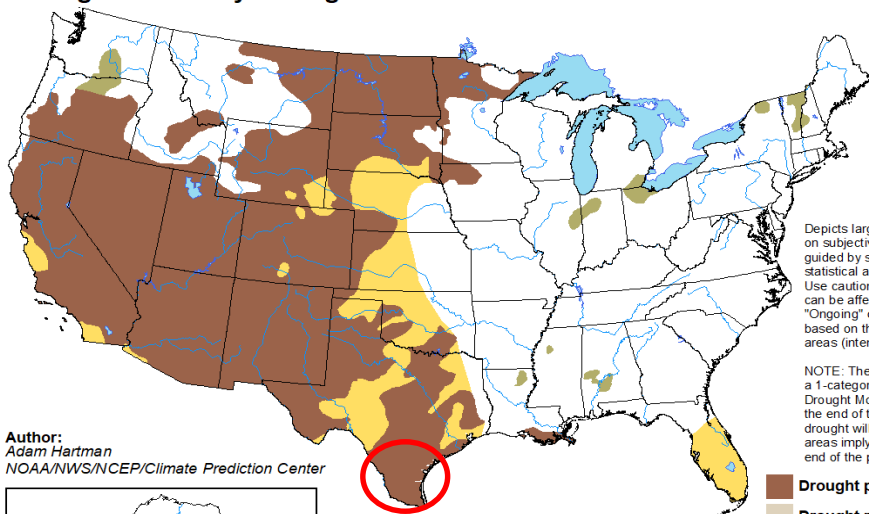 Author:
Adam Hartman
NOAA/NWS/NCEP/Climate Prediction Center
Depicts larg
on subjectiv
guided by s
statistical a
Use caution
can be affe
"Ongoing" d
based on th
areas (inter
NOTE: The
a 1-categor
Drought Mo
the end of t
drought will
areas imply
end of the p
Drought p